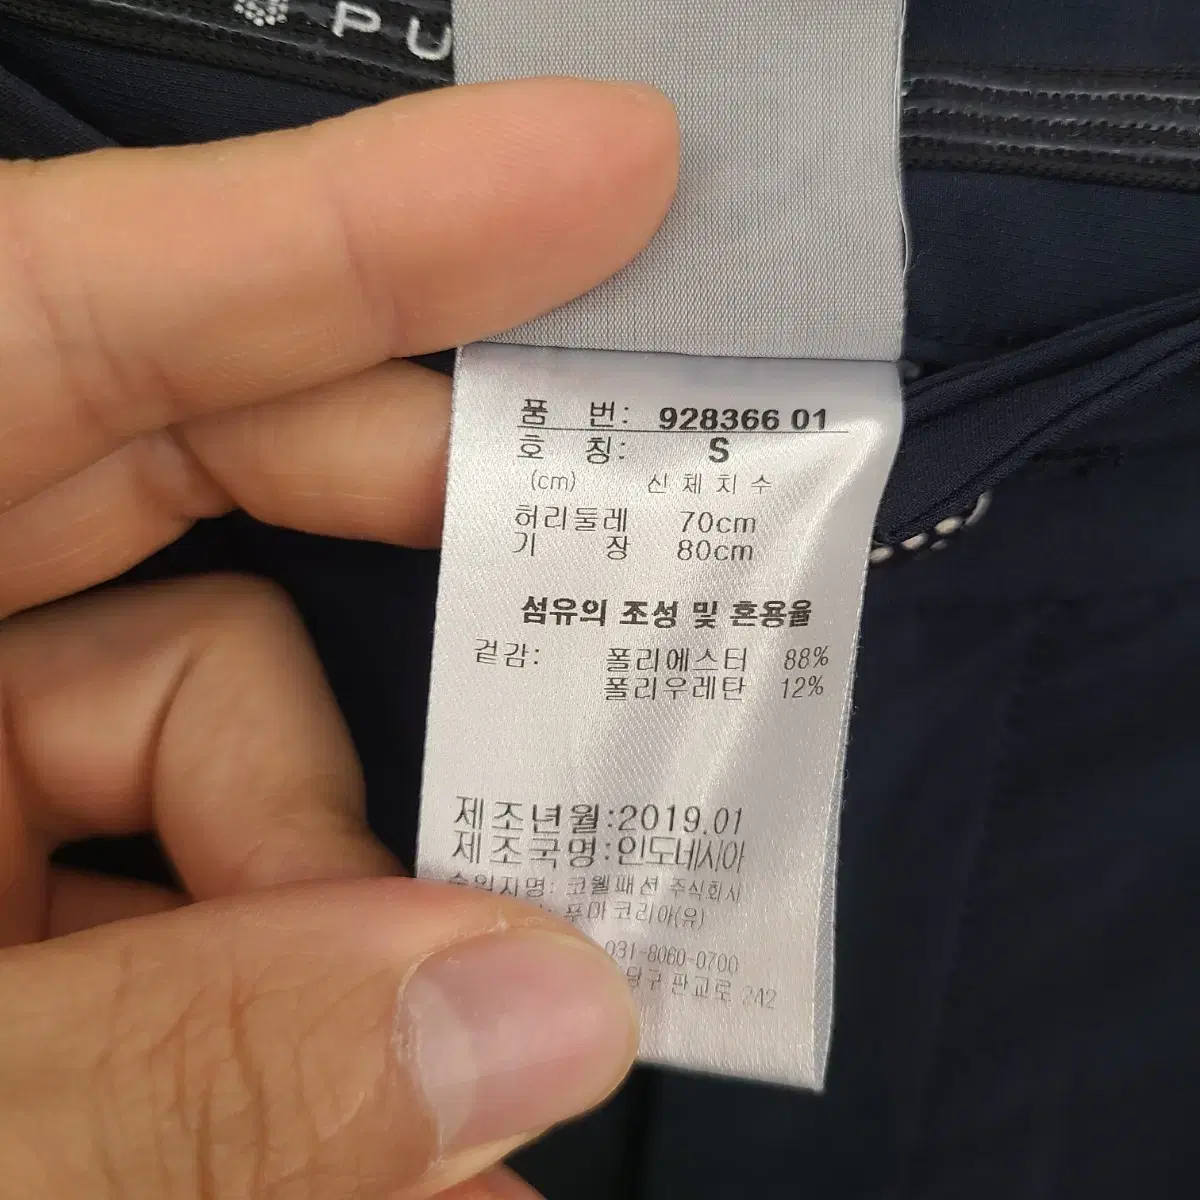 PU
품 번: 928366 01
호 칭: S
(cm) 신체치수
허리둘레 70cm
기 장 80cm
섬유의 조성 및 혼용율
겉감: 폴리에스터 88%
폴리우레탄 12%
제조년월:2019.01
제조국명:인도네시아
수입자명: 코웰패션 주식회사
푸마코리아(유)
031-8060-0700
당구 판교로 242